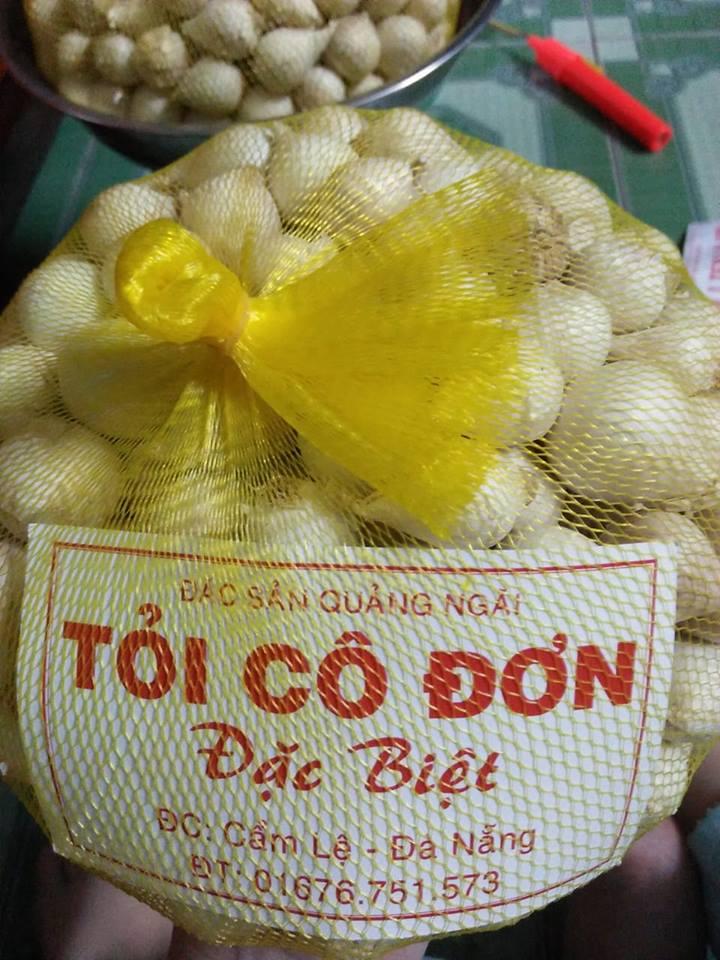 ĐẶC SẢN QUẢNG NGÃI
TỎI CÔ ĐƠN
Đặc Biệt
ĐC: Cẩm Lệ - Đà Nẵng
ĐT: 01676.751.573